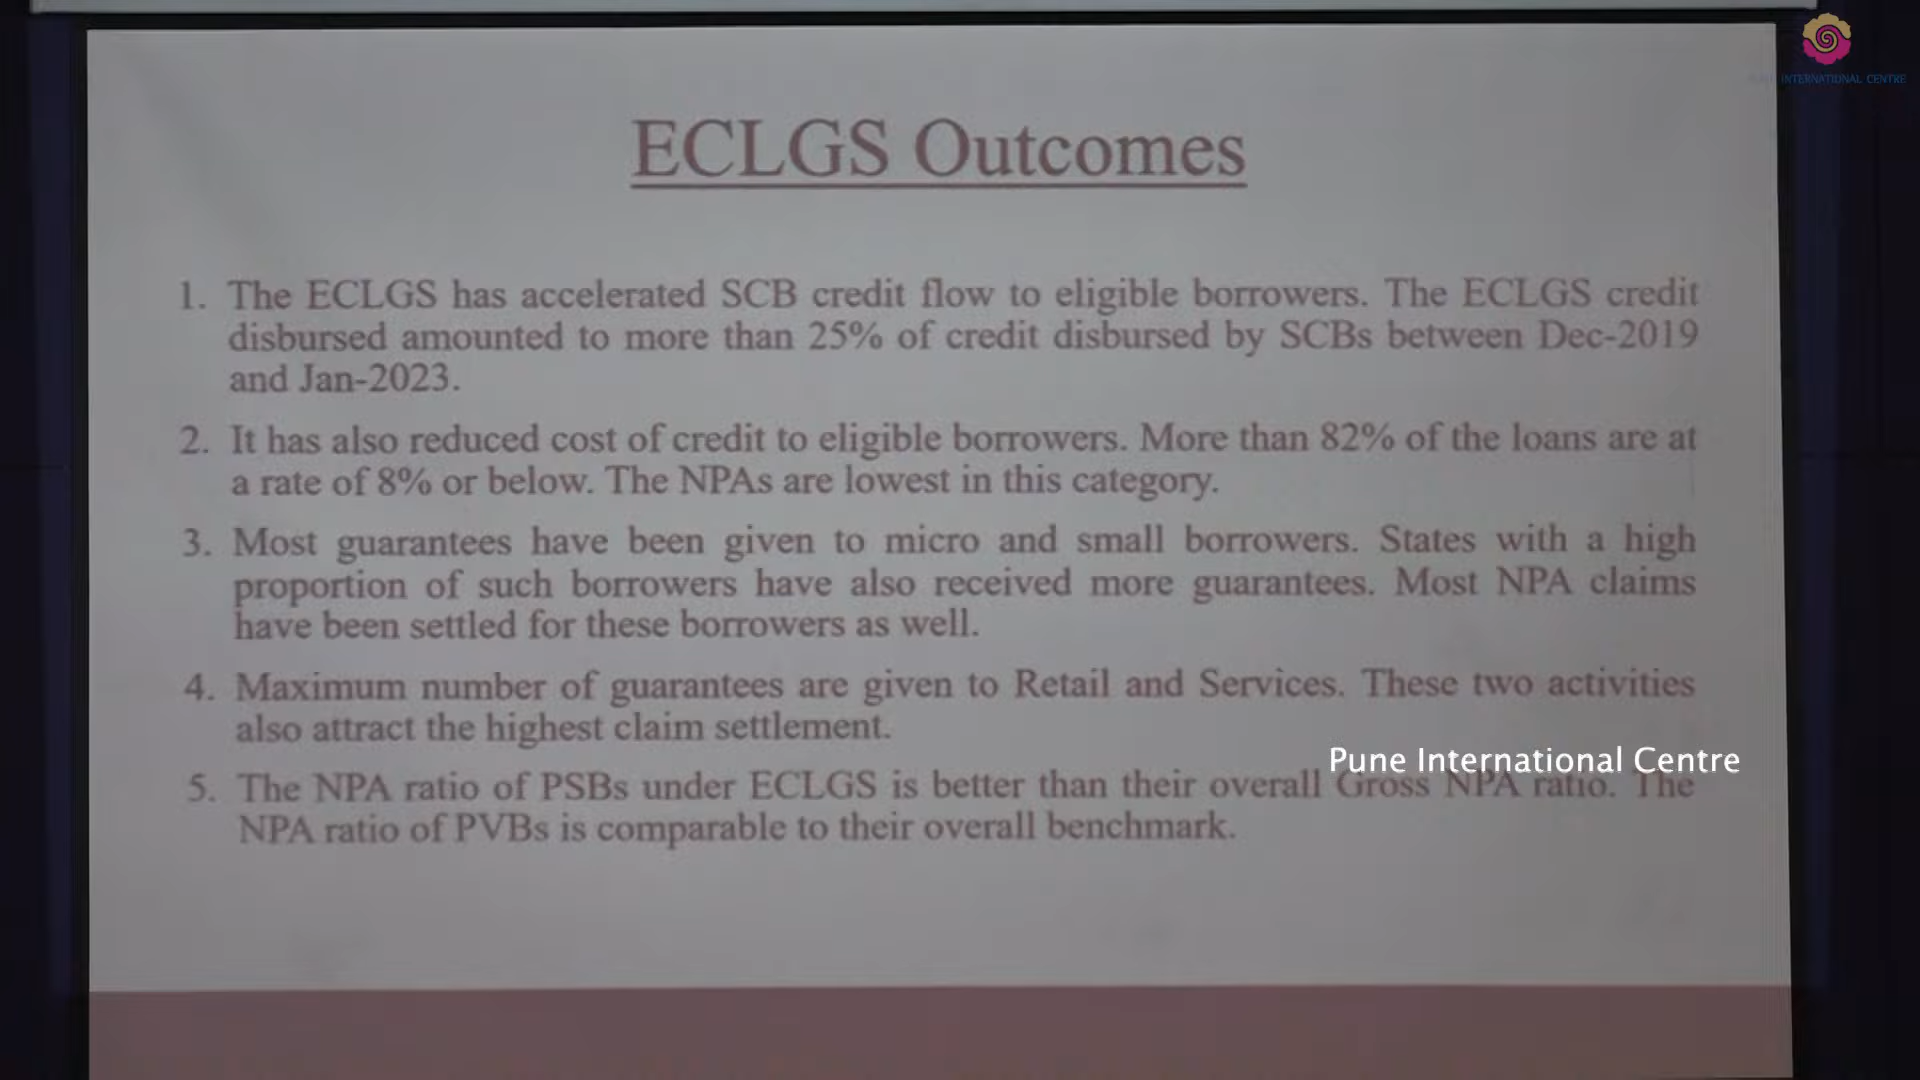 INTERNATIONAL CENTRE
ECLGS Outcomes
1. The ECLGS has accelerated SCB credit flow to eligible borrowers. The ECLGS credit
disbursed amounted to more than 25% of credit disbursed by SCBs between Dec-2019
and Jan-2023.
2. It has also reduced cost of credit to eligible borrowers. More than 82% of the loans are at
a rate of 8% or below. The NPAs are lowest in this category.
3. Most guarantees have been given to micro and small borrowers. States with a high
proportion of such borrowers have also received more guarantees. Most NPA claims
have been settled for these borrowers as well.
4. Maximum number of guarantees are given to Retail and Services. These two activities
also attract the highest claim settlement.
Pune International Centre
5. The NPA ratio of PSBs under ECLGS is better than their overall Gross NPA ratio. The
NPA ratio of PVBs is comparable to their overall benchmark.